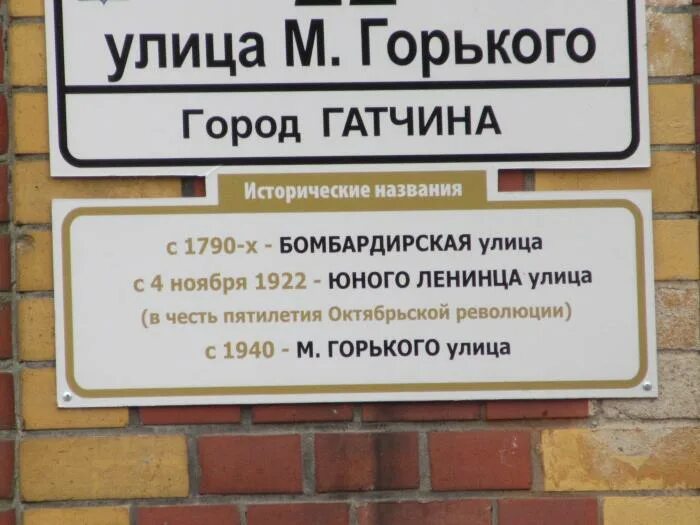 улица М. Горького
Город ГАТЧИНА
Исторические названия
с 1790-х - БОМБАРДИРСКАЯ улица
с 4 ноября 1922 - ЮНОГО ЛЕНИНЦА улица
(в честь пятилетия Октябрьской революции)
с 1940 - М. ГОРЬКОГО улица